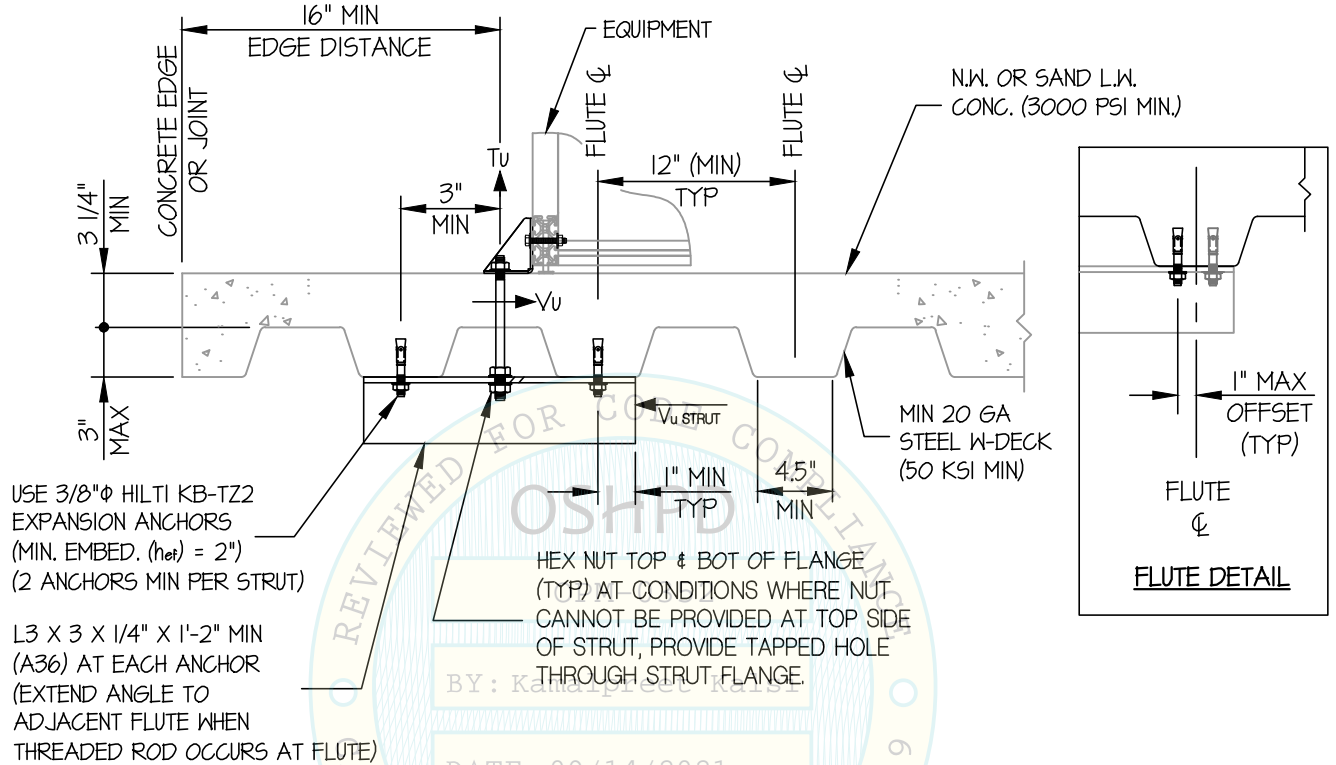 16" MIN
EDGE DISTANCE
CONCRETE EDGE
OR JOINT
EQUIPMENT
FLUTE ℄
FLUTE ℄
N.W. OR SAND L.W.
CONC. (3000 PSI MIN.)
12" (MIN)
TYP
Tu
3"
MIN
3 1/4"
MIN
Vu
3"
MAX
Vu STRUT
1" MIN
TYP
4.5"
MIN
MIN 20 GA
STEEL W-DECK
(50 KSI MIN)
1" MAX
OFFSET
(TYP)
FLUTE
℄
FLUTE DETAIL
USE 3/8"Φ HILTI KB-TZ2
EXPANSION ANCHORS
(MIN. EMBED. (hef) = 2")
(2 ANCHORS MIN PER STRUT)
HEX NUT TOP & BOT OF FLANGE
(TYP) AT CONDITIONS WHERE NUT
CANNOT BE PROVIDED AT TOP SIDE
OF STRUT, PROVIDE TAPPED HOLE
THROUGH STRUT FLANGE.
L3 X 3 X 1/4" X 1'-2" MIN
(A36) AT EACH ANCHOR
(EXTEND ANGLE TO
ADJACENT FLUTE WHEN
THREADED ROD OCCURS AT FLUTE)
REVIEWED FOR CODE COMPLIANCE
OSHPD
BY: Kamalpreet Kalsi